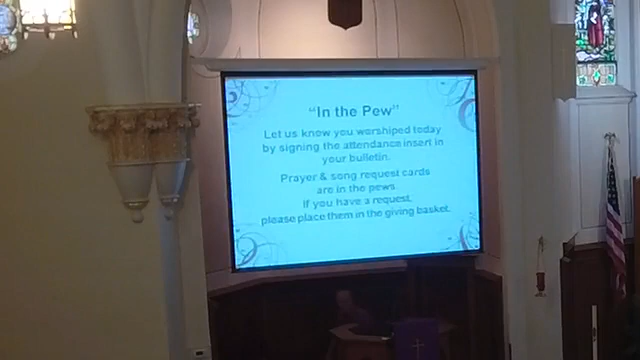 “In the Pew”
Let us know you worshiped today
by signing the attendance insert in
your bulletin.
Prayer & song request cards
are in the pews.
If you have a request,
please place them in the giving basket.